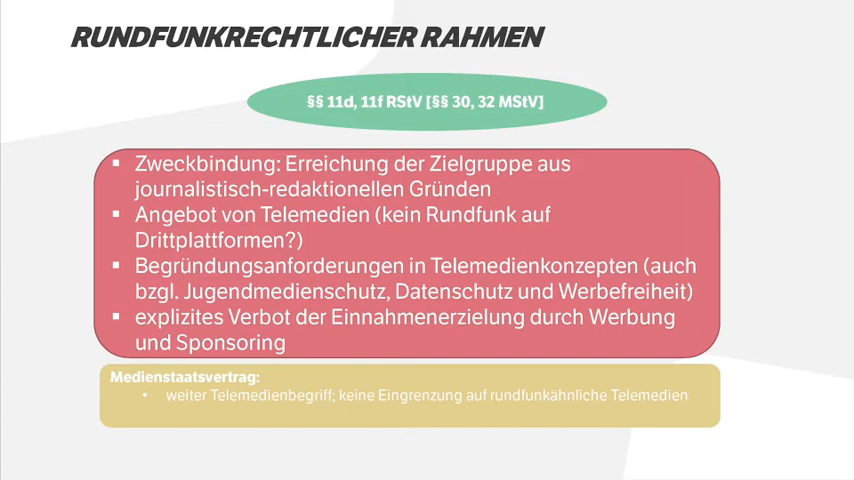 RUNDFUNKRECHTLICHER RAHMEN
§§ 11d, 11f RStV [§§ 30, 32 MStV]
▪ Zweckbindung: Erreichung der Zielgruppe aus
journalistisch-redaktionellen Gründen
▪ Angebot von Telemedien (kein Rundfunk auf
Drittplattformen?)
▪ Begründungsanforderungen in Telemedienkonzepten (auch
bzgl. Jugendmedienschutz, Datenschutz und Werbefreiheit)
▪ explizites Verbot der Einnahmenerzielung durch Werbung
und Sponsoring
Medienstaatsvertrag:
• weiter Telemedienbegriff; keine Eingrenzung auf rundfunkähnliche Telemedien